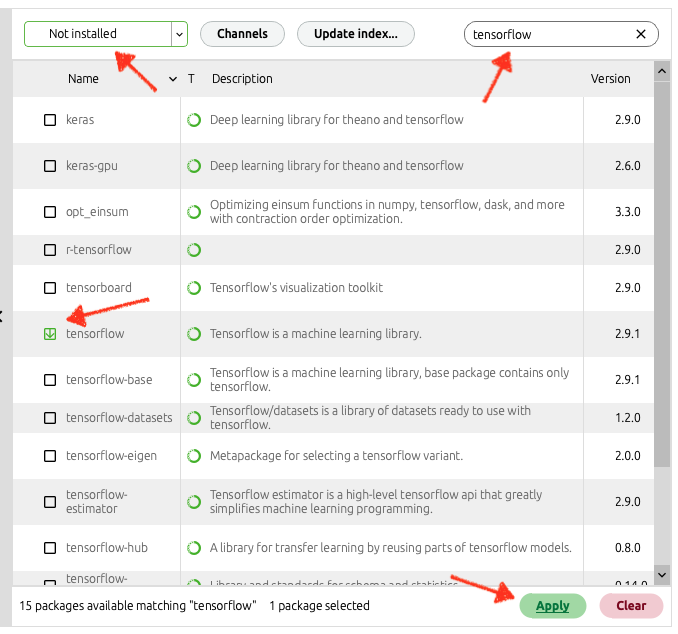 Not installed Channels Update index... tensorflow
Name T Description Version
keras Deep learning library for theano and tensorflow 2.9.0
keras-gpu Deep learning library for theano and tensorflow 2.6.0
opt_einsum Optimizing einsum functions in numpy, tensorflow, dask, and more
with contraction order optimization. 3.3.0
r-tensorflow 2.9.0
tensorboard Tensorflow's visualization toolkit 2.9.0
tensorflow Tensorflow is a machine learning library. 2.9.1
tensorflow-base Tensorflow is a machine learning library, base package contains only
tensorflow. 2.9.1
tensorflow-datasets Tensorflow/datasets is a library of datasets ready to use with
tensorflow. 1.2.0
tensorflow-eigen Metapackage for selecting a tensorflow variant. 2.0.0
tensorflow- Tensorflow estimator is a high-level tensorflow api that greatly
estimator simplifies machine learning programming. 2.9.0
tensorflow-hub A library for transfer learning by reusing parts of tensorflow models. 0.8.0
tensorflow- Library and standards for schema and statistics. 0.14.0
15 packages available matching "tensorflow" 1 package selected Apply Clear